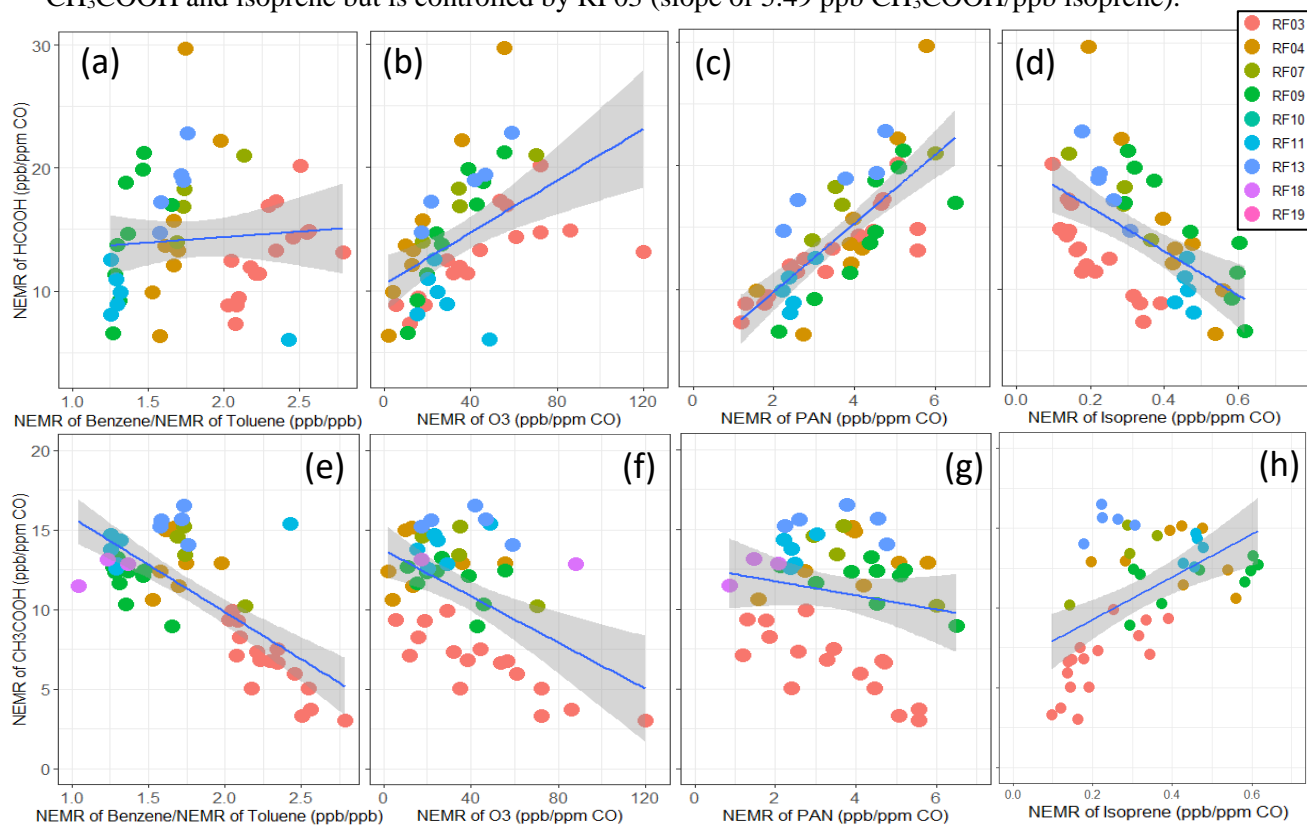 CH₃COOH and isoprene but is controlled by RF03 (slope of 5.49 ppb CH₃COOH/ppb isoprene).
RF03
RF04
RF07
RF09
RF10
RF11
RF13
RF18
RF19
(a) (b) (c) (d)
NEMR of HCOOH (ppb/ppm CO)
30
20
10
1.0 1.5 2.0 2.5 0 40 80 120 0 2 4 6 0.0 0.2 0.4 0.6
NEMR of Benzene/NEMR of Toluene (ppb/ppb) NEMR of O3 (ppb/ppm CO) NEMR of PAN (ppb/ppm CO) NEMR of Isoprene (ppb/ppm CO)
(e) (f) (g) (h)
NEMR of CH3COOH (ppb/ppm CO)
20
15
10
5
0
1.0 1.5 2.0 2.5 0 40 80 120 0 2 4 6 0.0 0.2 0.4 0.6
NEMR of Benzene/NEMR of Toluene (ppb/ppb) NEMR of O3 (ppb/ppm CO) NEMR of PAN (ppb/ppm CO) NEMR of Isoprene (ppb/ppm CO)